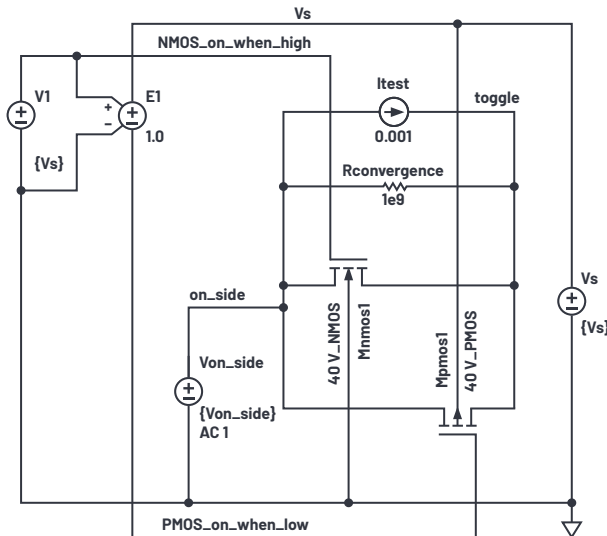 Vs
NMOS_on_when_high
V1
E1
+
−
1.0
{Vs}
Itest
toggle
0.001
Rconvergence
1e9
on_side
Von_side
{Von_side}
AC 1
40 V_NMOS
Mnmos1
Mpmos1
40 V_PMOS
Vs
{Vs}
PMOS_on_when_low